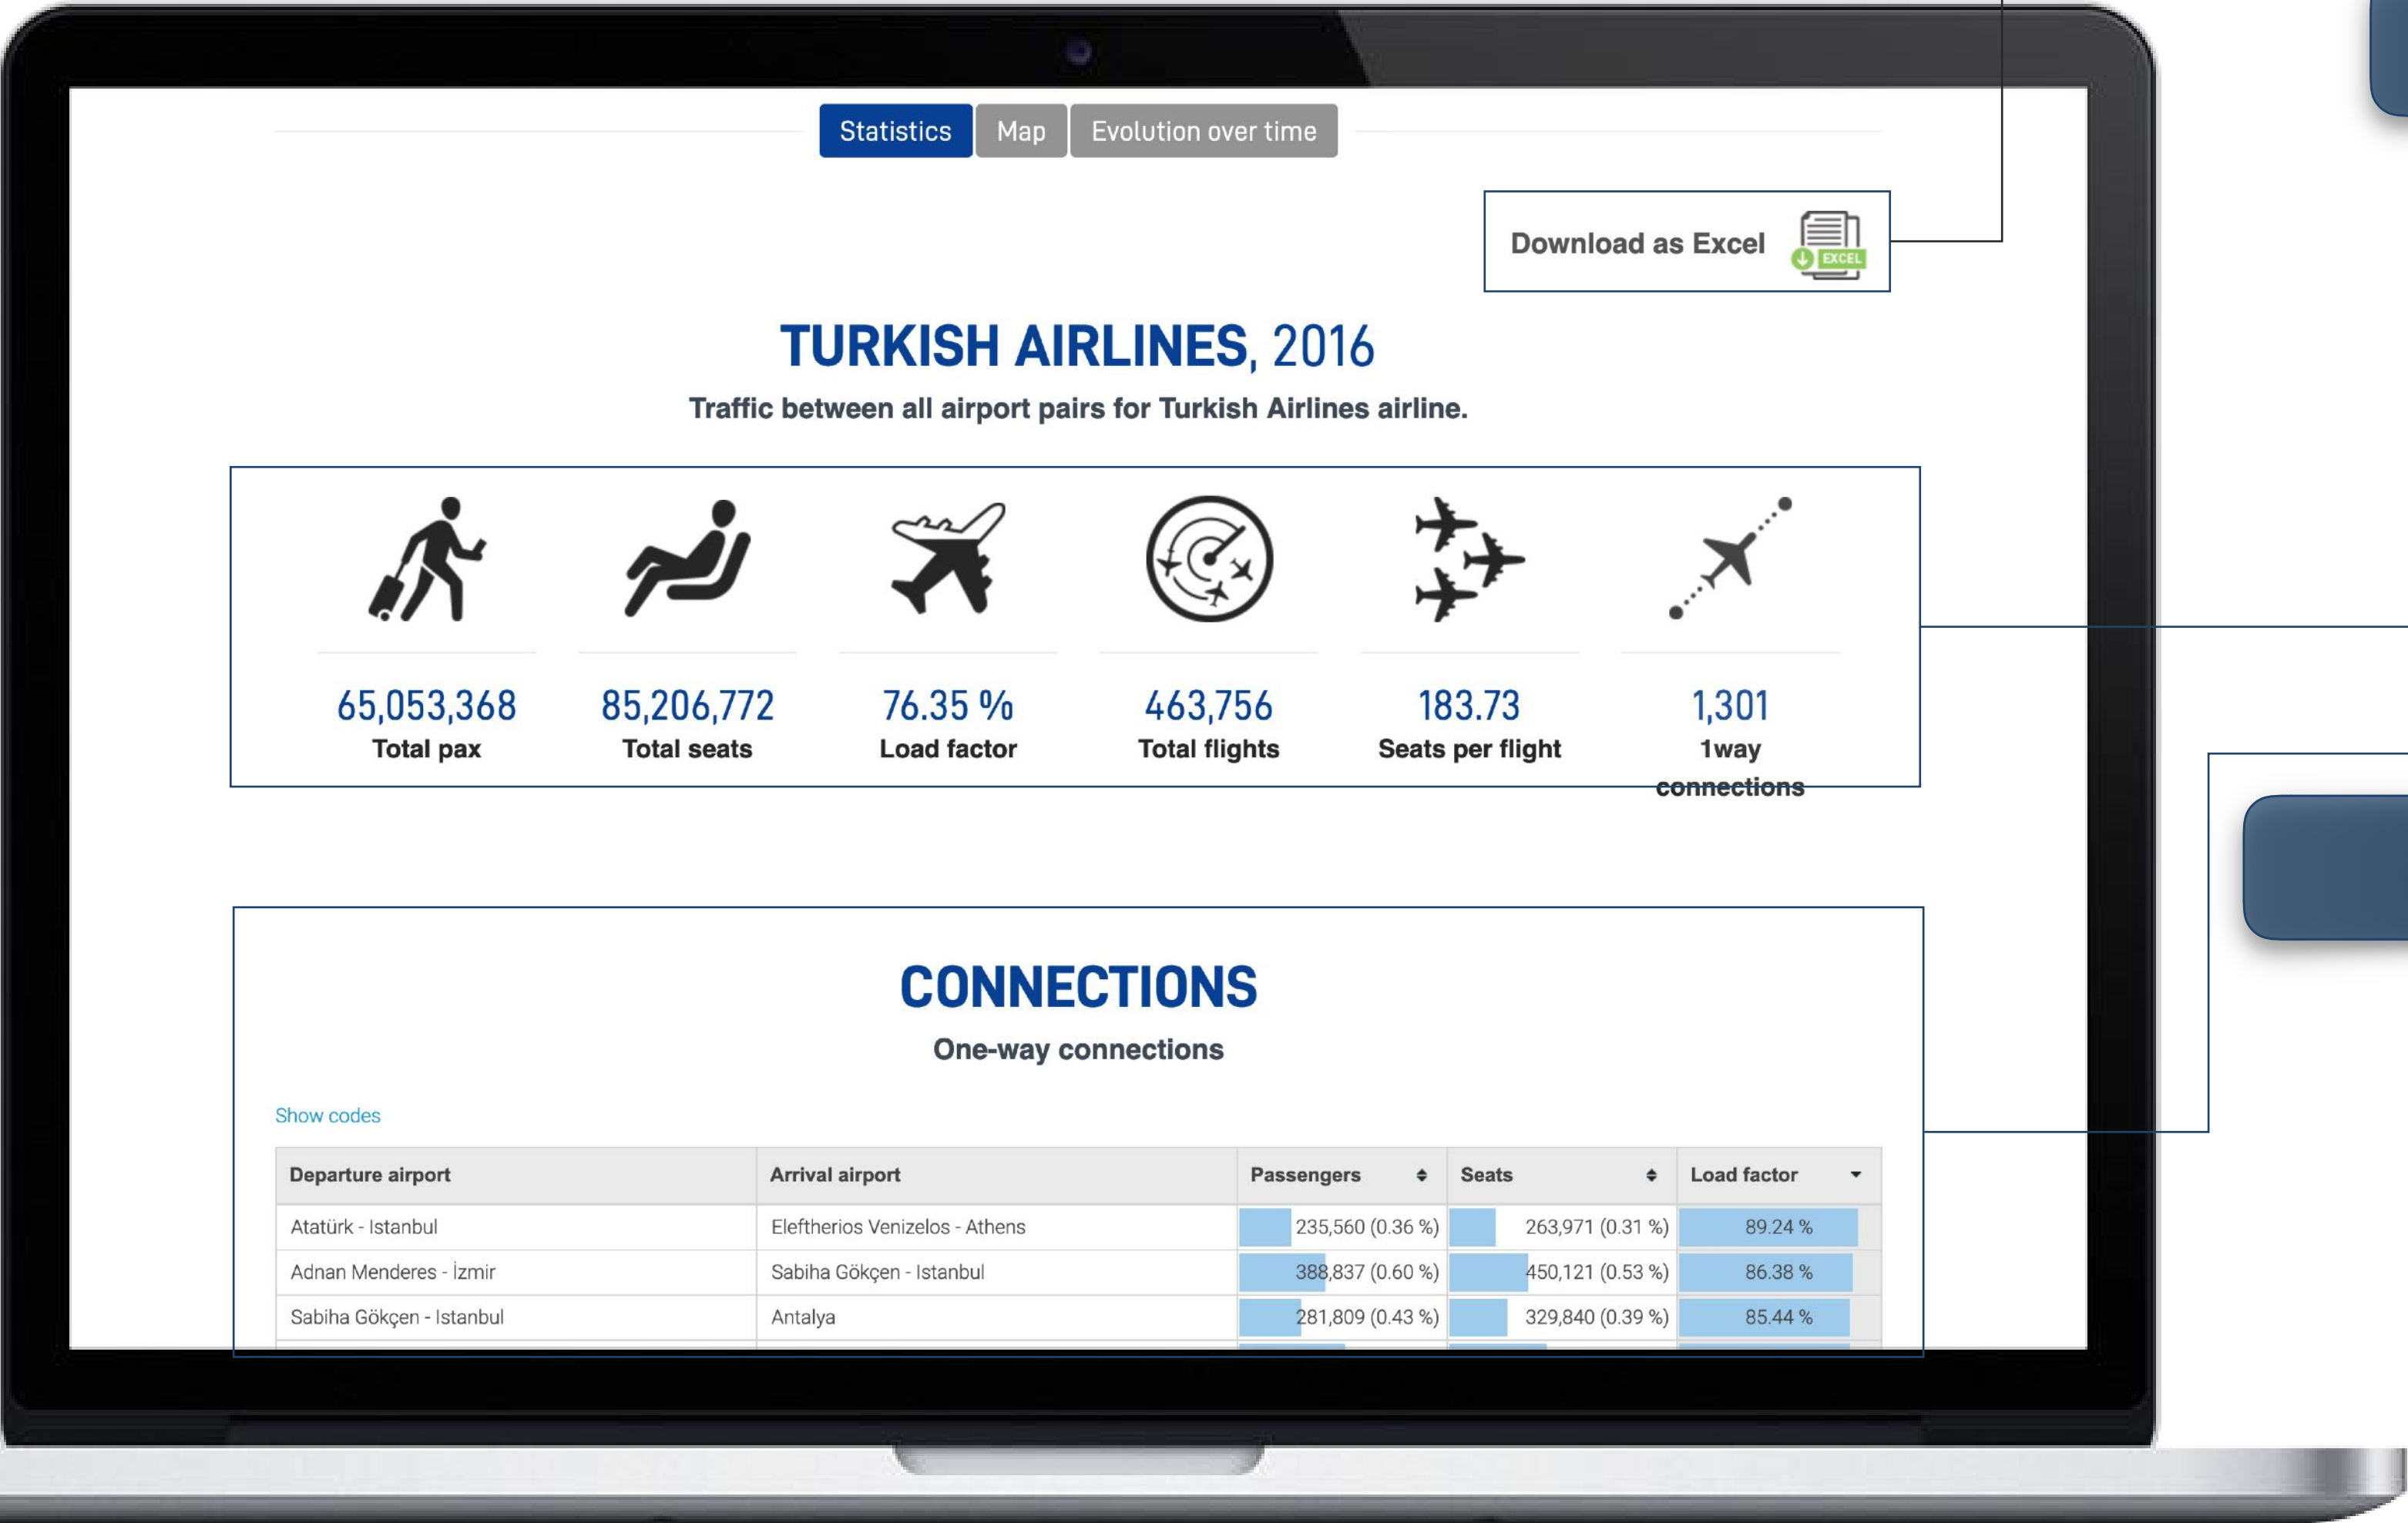 Statistics Map Evolution over time
Download as Excel
EXCEL
TURKISH AIRLINES, 2016
Traffic between all airport pairs for Turkish Airlines airline.
65,053,368 85,206,772 76.35 % 463,756 183.73 1,301
Total pax Total seats Load factor Total flights Seats per flight 1way
connections
CONNECTIONS
One-way connections
Show codes
Departure airport Arrival airport Passengers Seats Load factor
Atatürk - Istanbul Eleftherios Venizelos - Athens 235,560 (0.36 %) 263,971 (0.31 %) 89.24 %
Adnan Menderes - İzmir Sabiha Gökçen - Istanbul 388,837 (0.60 %) 450,121 (0.53 %) 86.38 %
Sabiha Gökçen - Istanbul Antalya 281,809 (0.43 %) 329,840 (0.39 %) 85.44 %